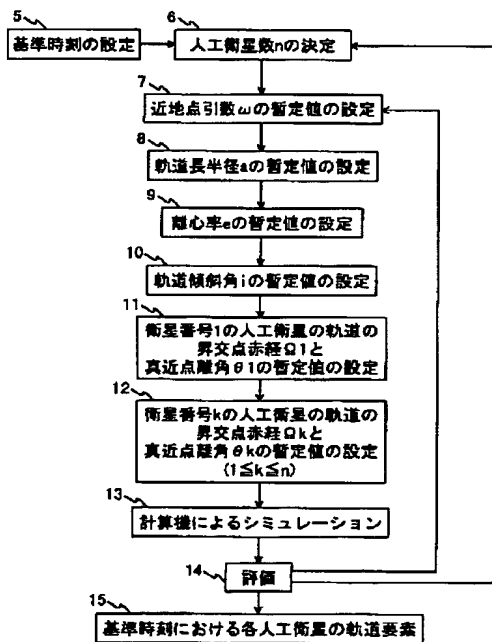 5
基準時刻の設定
6
人工衛星数nの決定
7
近地点引数ωの暫定値の設定
8
軌道長半径aの暫定値の設定
9
離心率eの暫定値の設定
10
軌道傾斜角iの暫定値の設定
11
衛星番号1の人工衛星の軌道の
昇交点赤経Ω1と
真近点離角θ1の暫定値の設定
12
衛星番号kの人工衛星の軌道の
昇交点赤経Ωkと
真近点離角θkの暫定値の設定
(1≦k≦n)
13
計算機によるシミュレーション
14
評価
15
基準時刻における各人工衛星の軌道要素